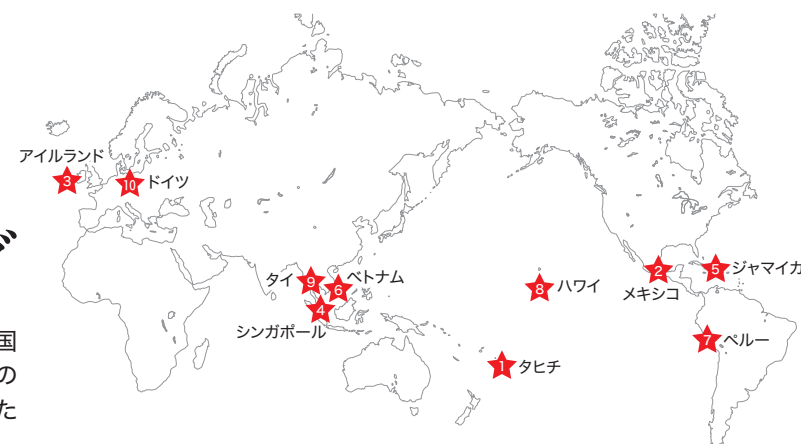 アイルランド
3
10 ドイツ
タイ
9
6
ベトナム
4
シンガポール
8 ハワイ
2
メキシコ
5 ジャマイカ
7 ペルー
1 タヒチ
国
の
た